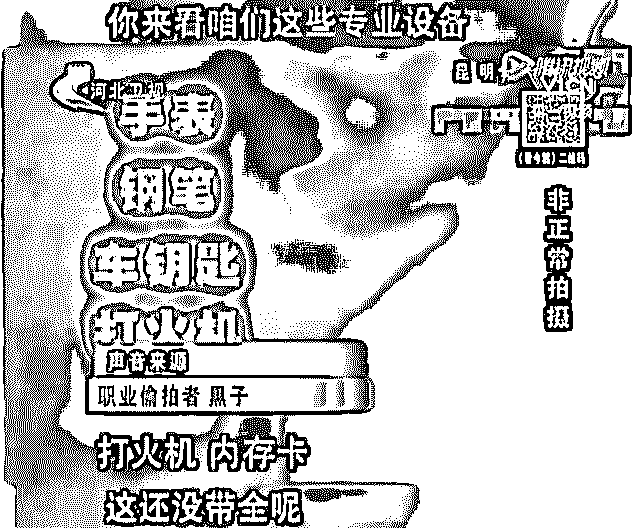 你来看咱们这些专业设备
河北卫视
昆明
手表
钢笔
车钥匙
打火机
非正常拍摄
声音来源
职业偷拍者 黑子
打火机 内存卡
这还没带全呢